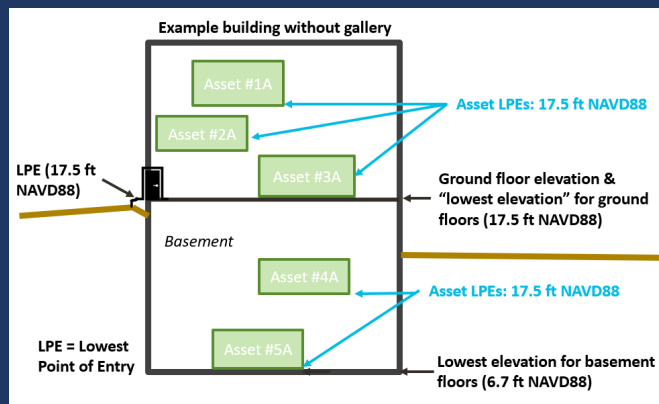 Example building without gallery
Asset #1A
Asset LPEs: 17.5 ft NAVD88
Asset #2A
LPE (17.5 ft
NAVD88)
Asset #3A
Ground floor elevation &
“lowest elevation” for ground
floors (17.5 ft NAVD88)
Basement
Asset #4A
Asset LPEs: 17.5 ft NAVD88
LPE = Lowest
Point of Entry
Asset #5A
Lowest elevation for basement
floors (6.7 ft NAVD88)